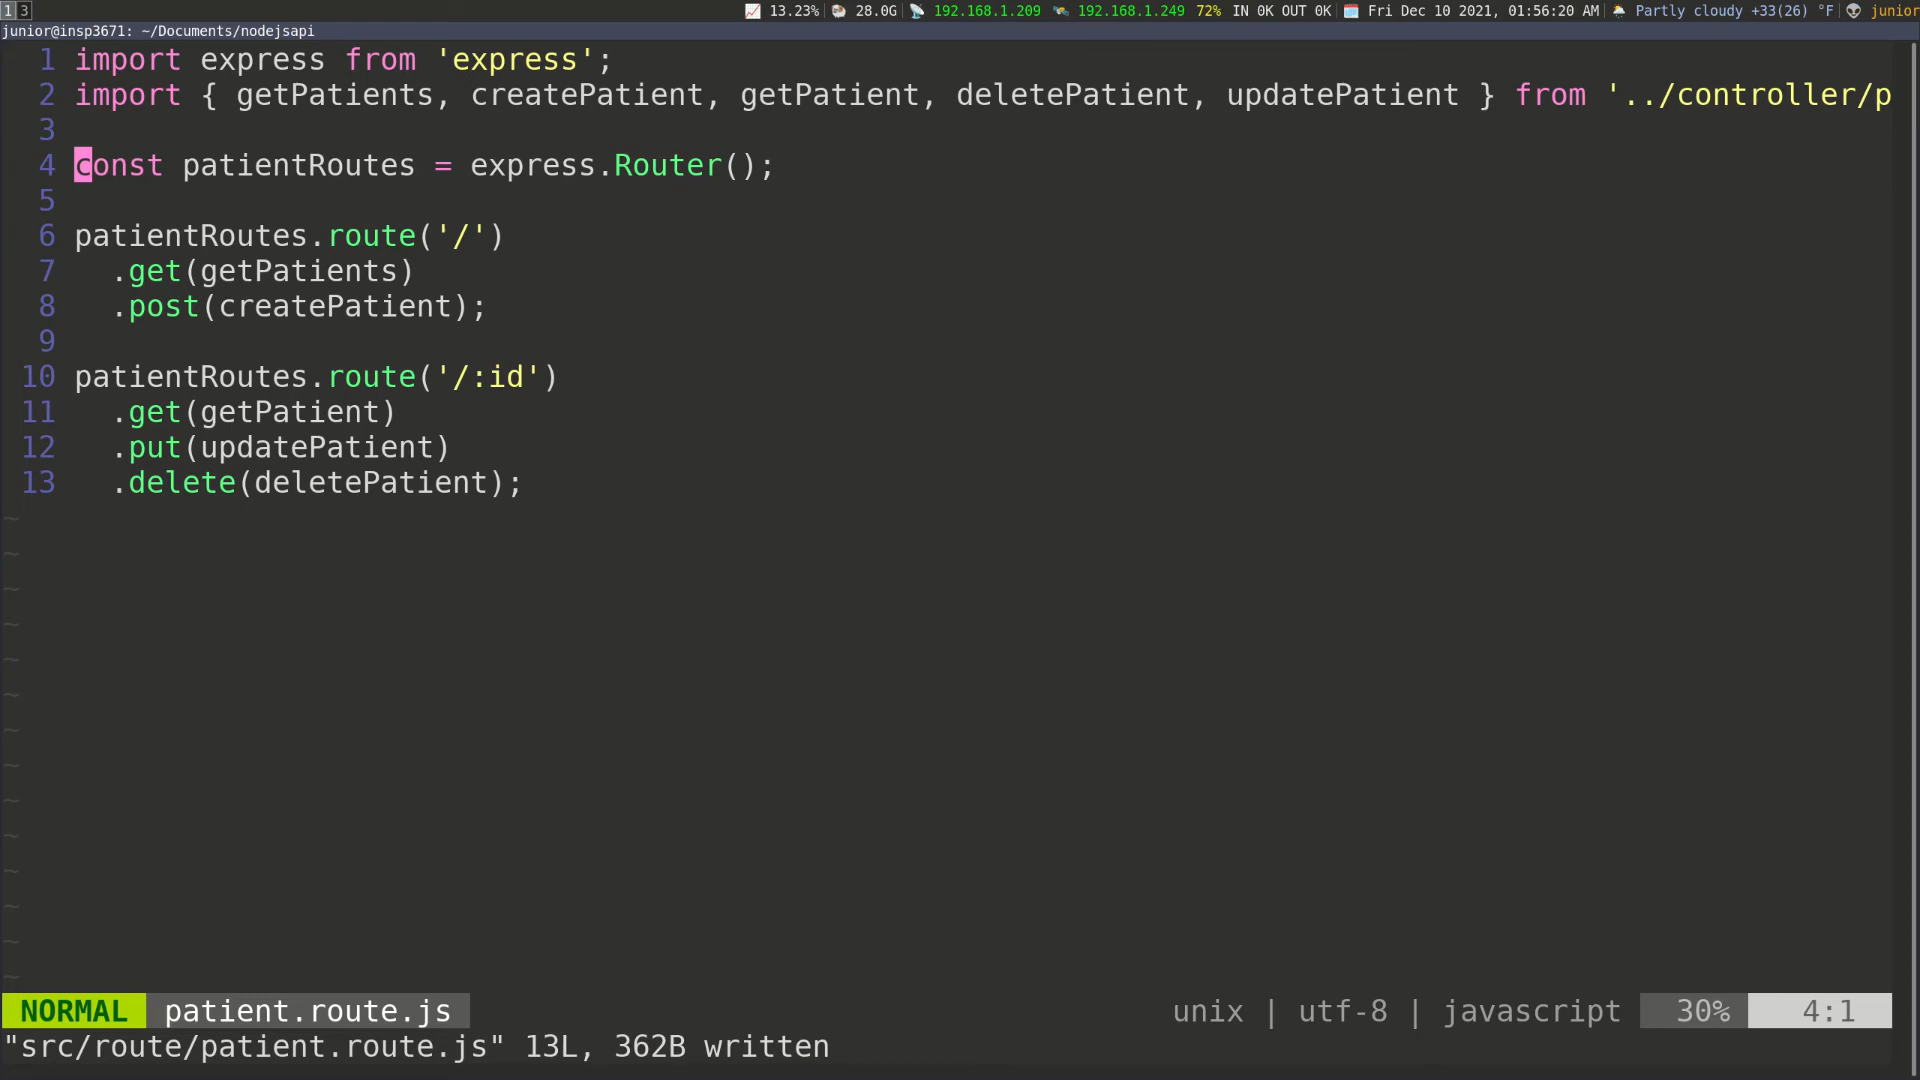 1 3 13.23% 28.0G 192.168.1.209 192.168.1.249 72% IN 0K OUT 0K Fri Dec 10 2021, 01:56:20 AM Partly cloudy +33(26) °F junior
junior@insp3671: ~/Documents/nodejsapi
1 import express from 'express';
2 import { getPatients, createPatient, getPatient, deletePatient, updatePatient } from '../controller/p
3
4 const patientRoutes = express.Router();
5
6 patientRoutes.route('/')
7   .get(getPatients)
8   .post(createPatient);
9
10 patientRoutes.route('/:id')
11   .get(getPatient)
12   .put(updatePatient)
13   .delete(deletePatient);
~
~
~
~
~
~
~
~
~
~
~
~
~
~
NORMAL patient.route.js unix | utf-8 | javascript 30% 4:1
"src/route/patient.route.js" 13L, 362B written